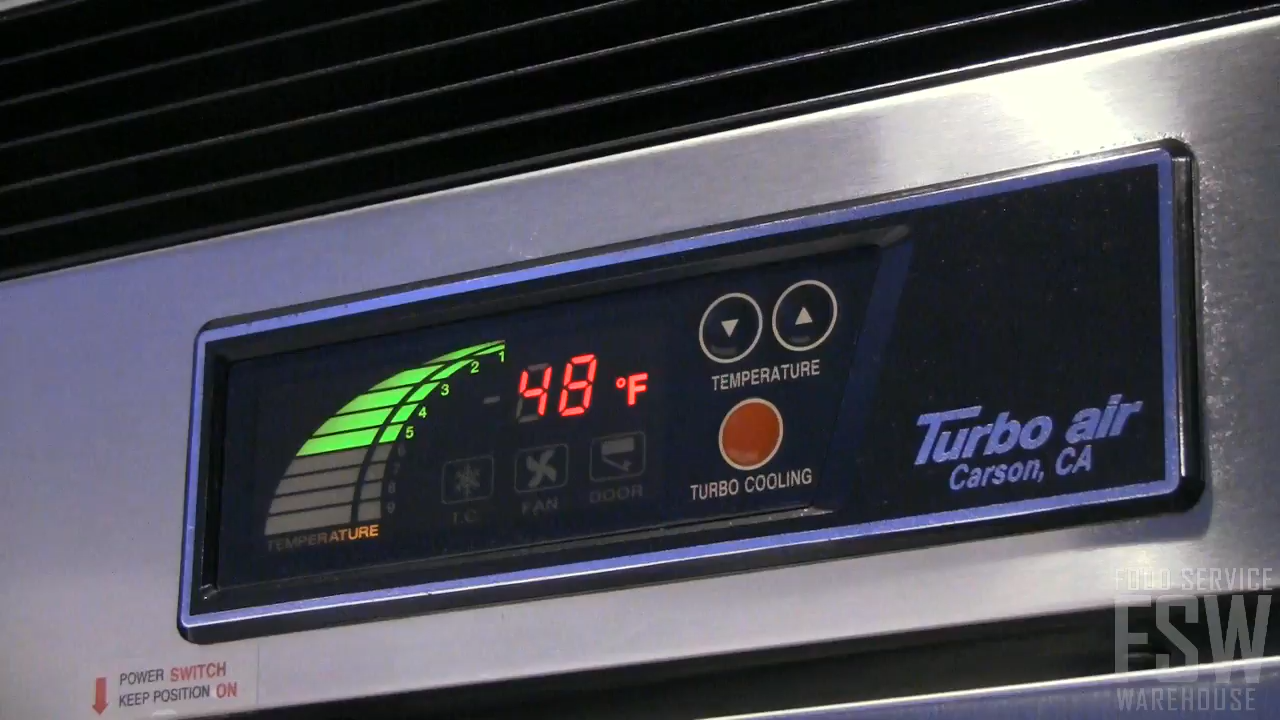 1
2
3
4
5
6
7
8
9
TEMPERATURE
48 °F
T.C.
FAN
DOOR
TEMPERATURE
TURBO COOLING
Turbo air
Carson, CA
POWER SWITCH
KEEP POSITION ON
FOOD SERVICE
FSW
WAREHOUSE